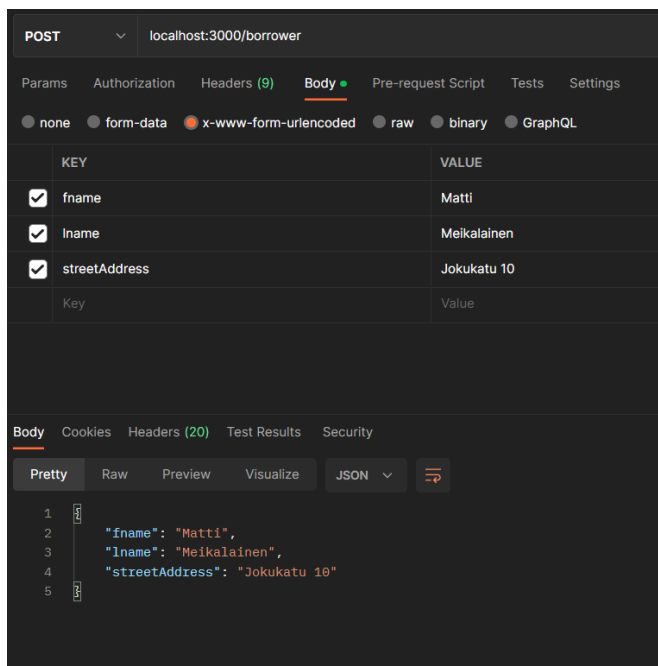 POST localhost:3000/borrower
Params Authorization Headers (9) Body Pre-request Script Tests Settings
none form-data x-www-form-urlencoded raw binary GraphQL
KEY VALUE
fname Matti
lname Meikalainen
streetAddress Jokukatu 10
Key Value
Body Cookies Headers (20) Test Results Security
Pretty Raw Preview Visualize JSON
1 {
2 "fname": "Matti",
3 "lname": "Meikalainen",
4 "streetAddress": "Jokukatu 10"
5 }